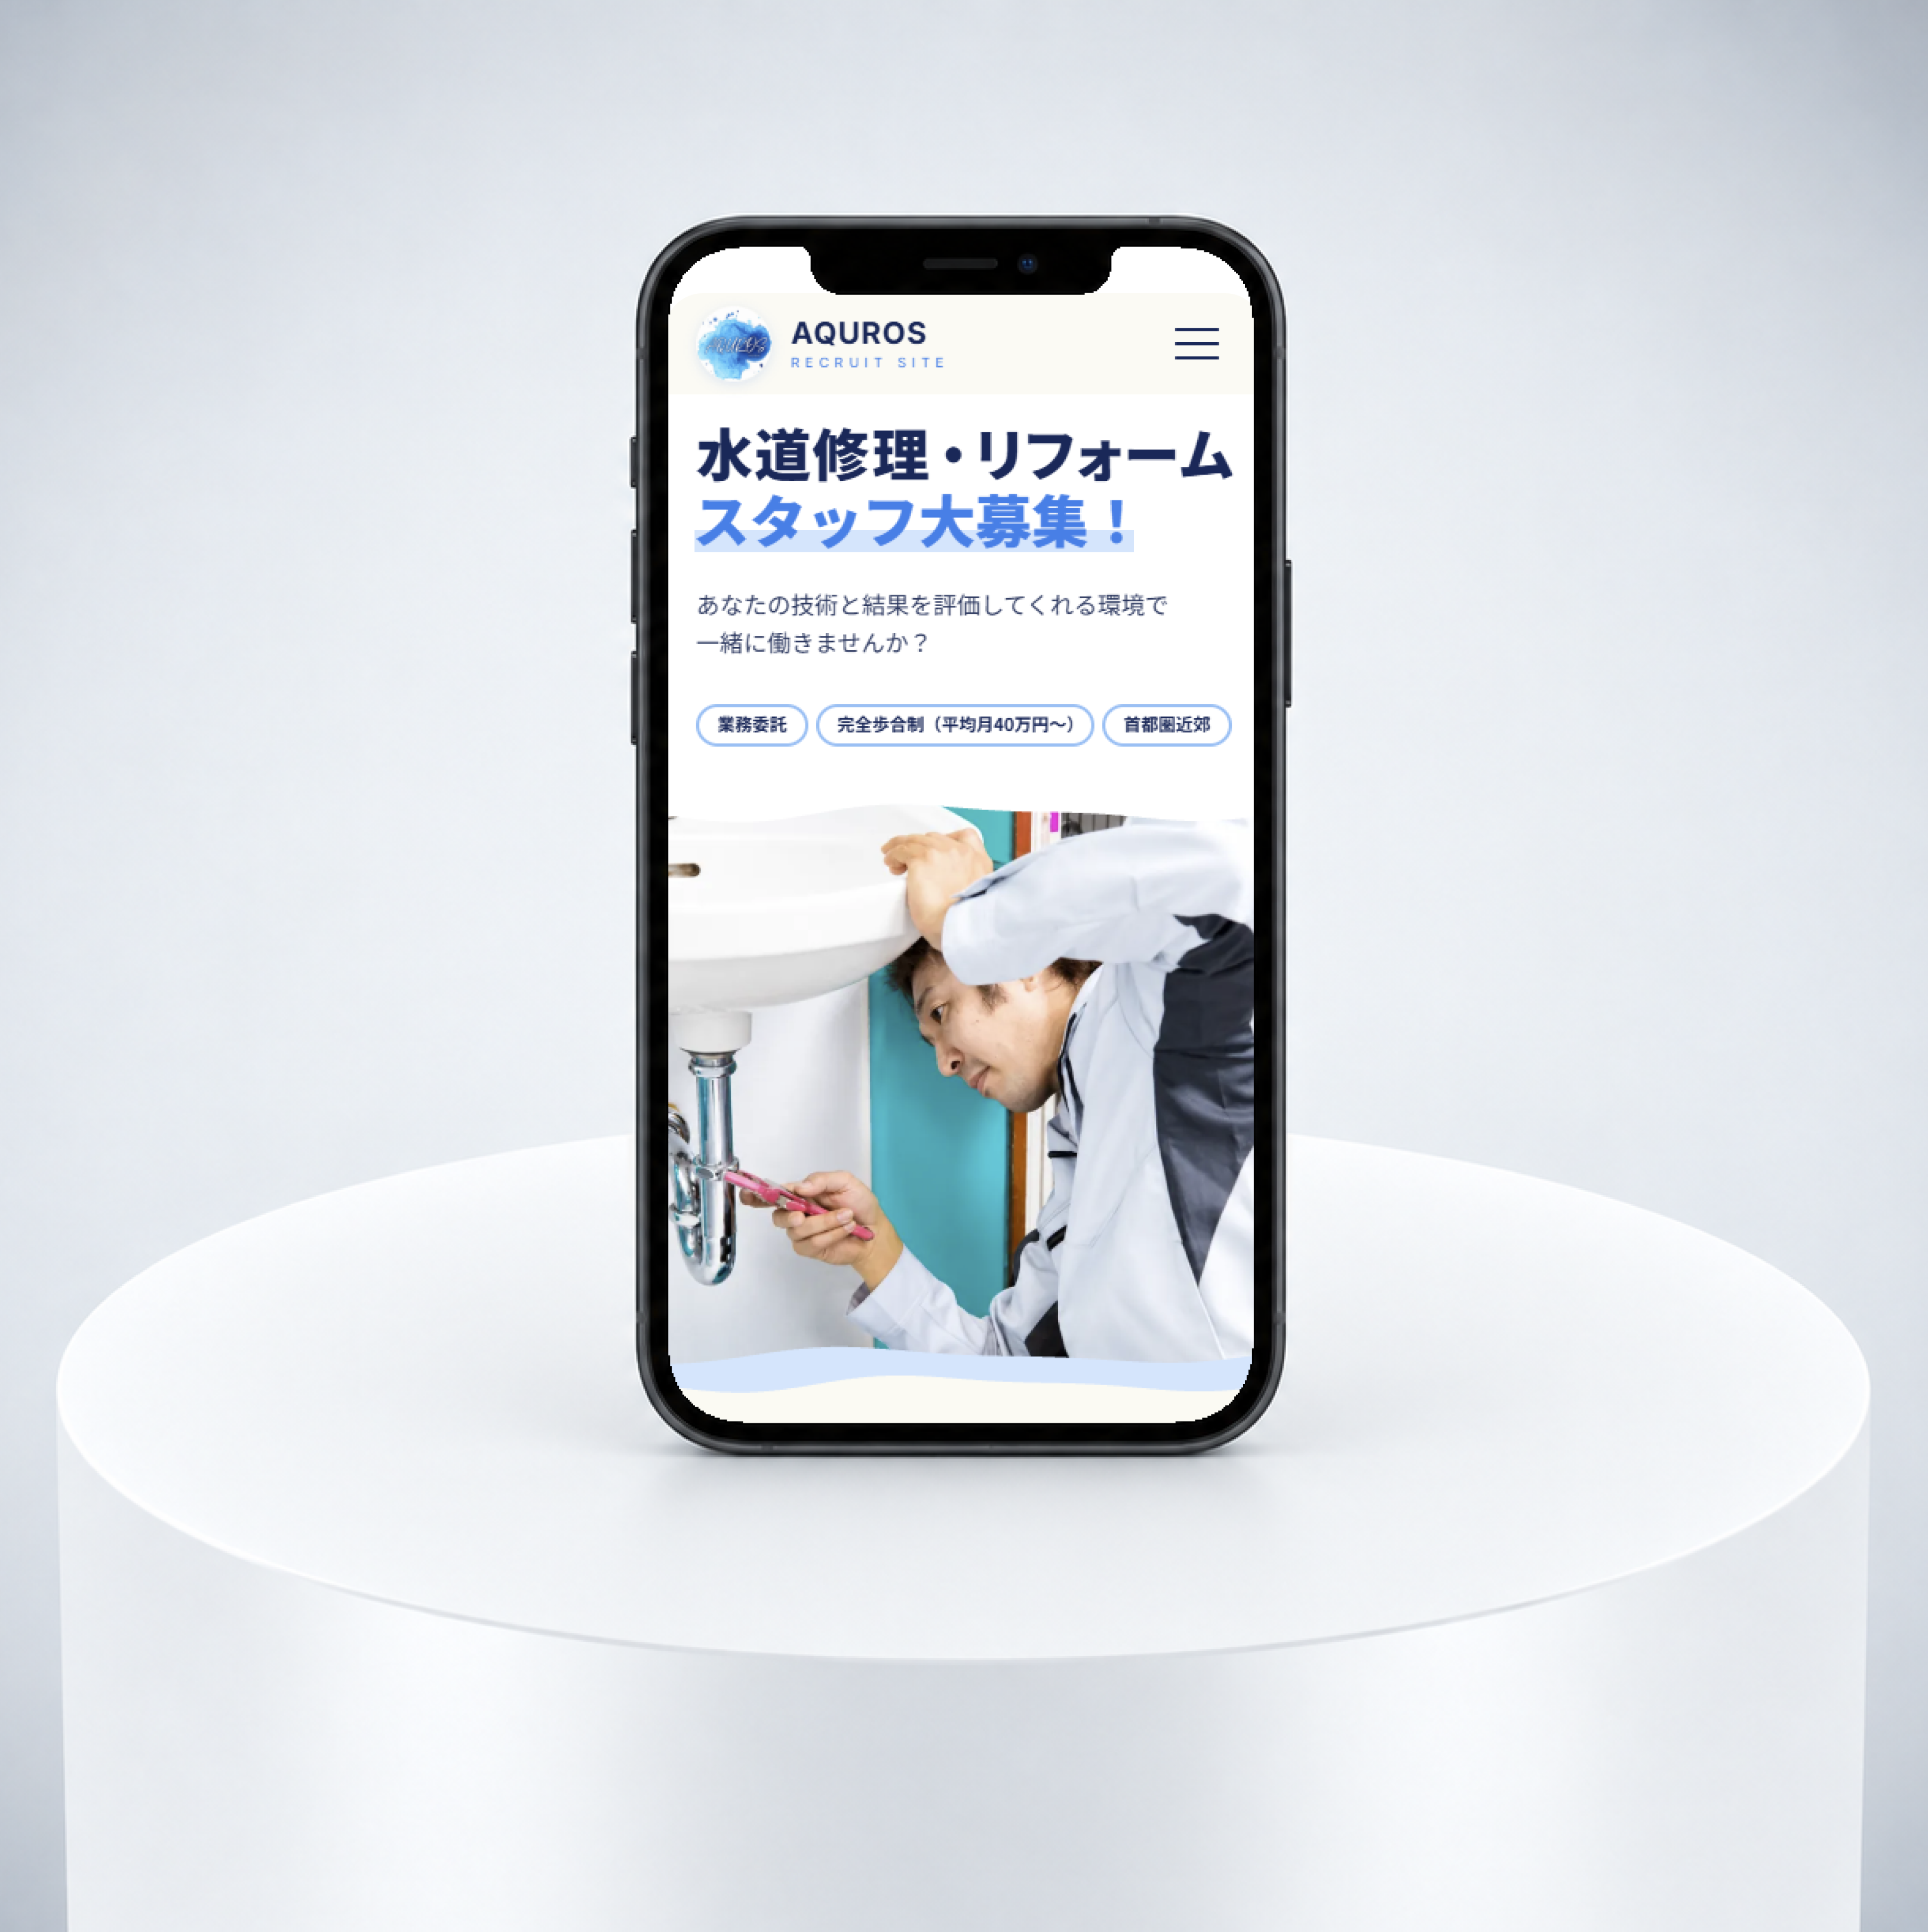 AQUROS
AQUROS
RECRUIT SITE
水道修理・リフォーム
スタッフ大募集！
あなたの技術と結果を評価してくれる環境で
一緒に働きませんか？
業務委託
完全歩合制（平均月40万円〜）
首都圏近郊